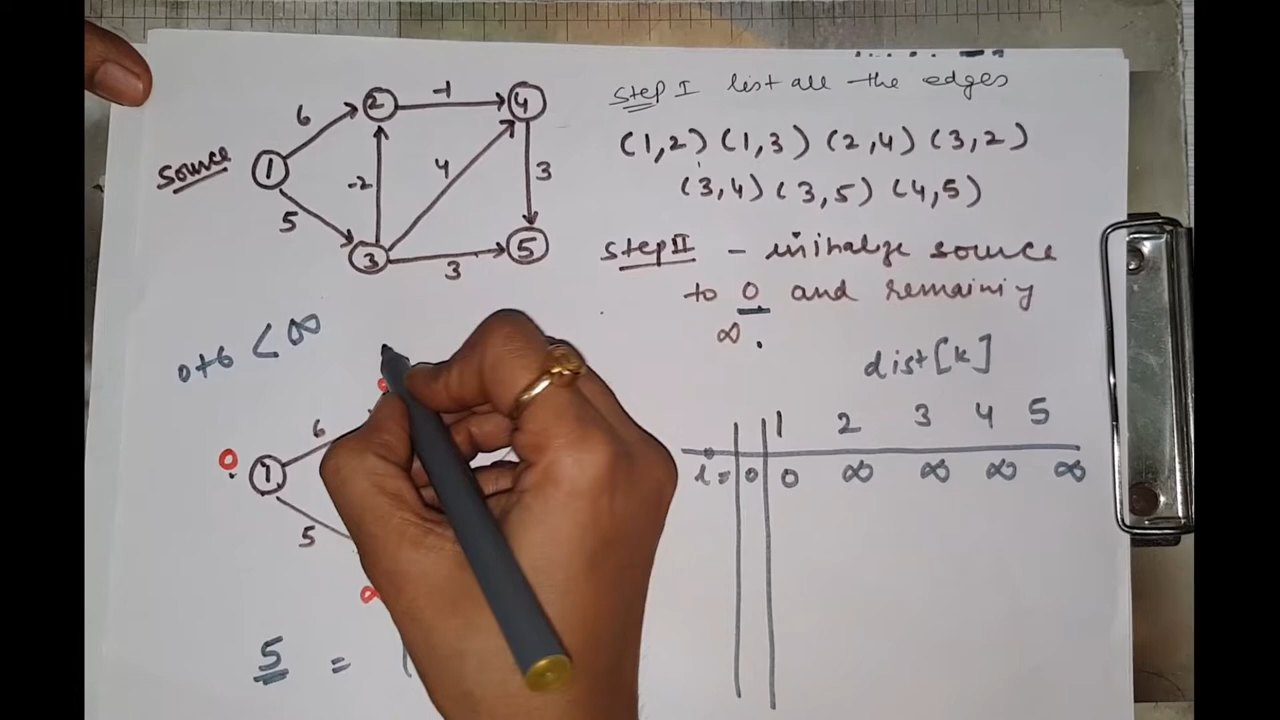 Step I list all the edges
(1,2) (1,3) (2,4) (3,2)
(3,4) (3,5) (4,5)
Step II - initalize source
to 0 and remaining
∞.
dist[k]
1 2 3 4 5
i = 0 0 ∞ ∞ ∞ ∞
Source
1 2 3 4 5
6 -1 5 -2 4 3 3
0+6 < ∞
0 1 6 5
5 =